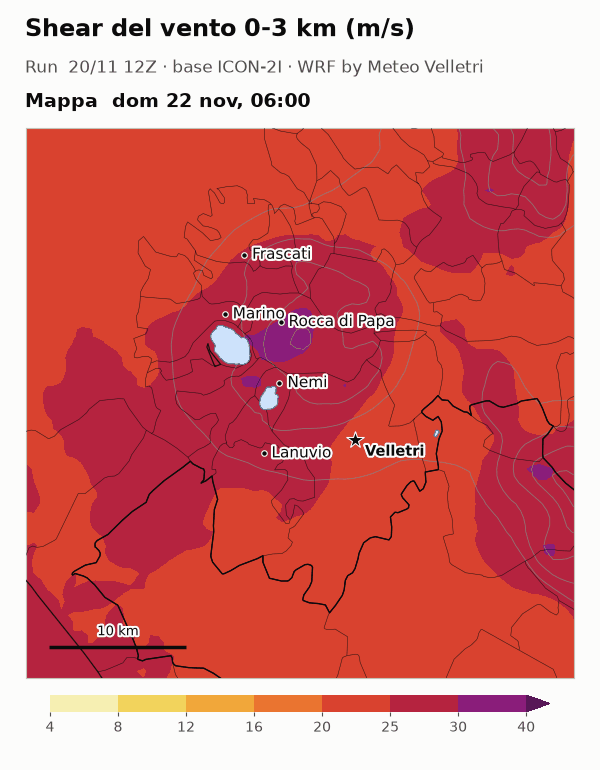 Shear del vento 0-3 km (m/s)
Run  20/11 12Z · base ICON-2I · WRF by Meteo Velletri
Mappa  dom 22 nov, 06:00
Frascati
Marino
Rocca di Papa
Nemi
Velletri
Lanuvio
10 km
4 8 12 16 20 25 30 40